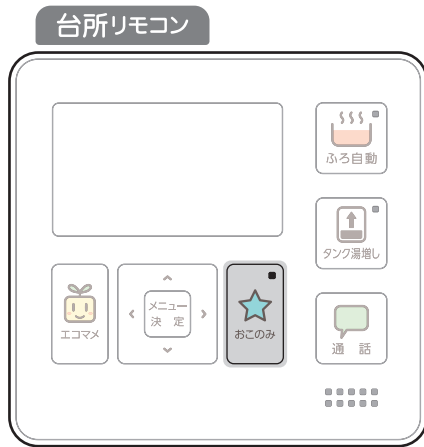 台所リモコン
ふろ自動
タンク湯増し
エコマメ
メニュー
決 定
おこのみ
通 話